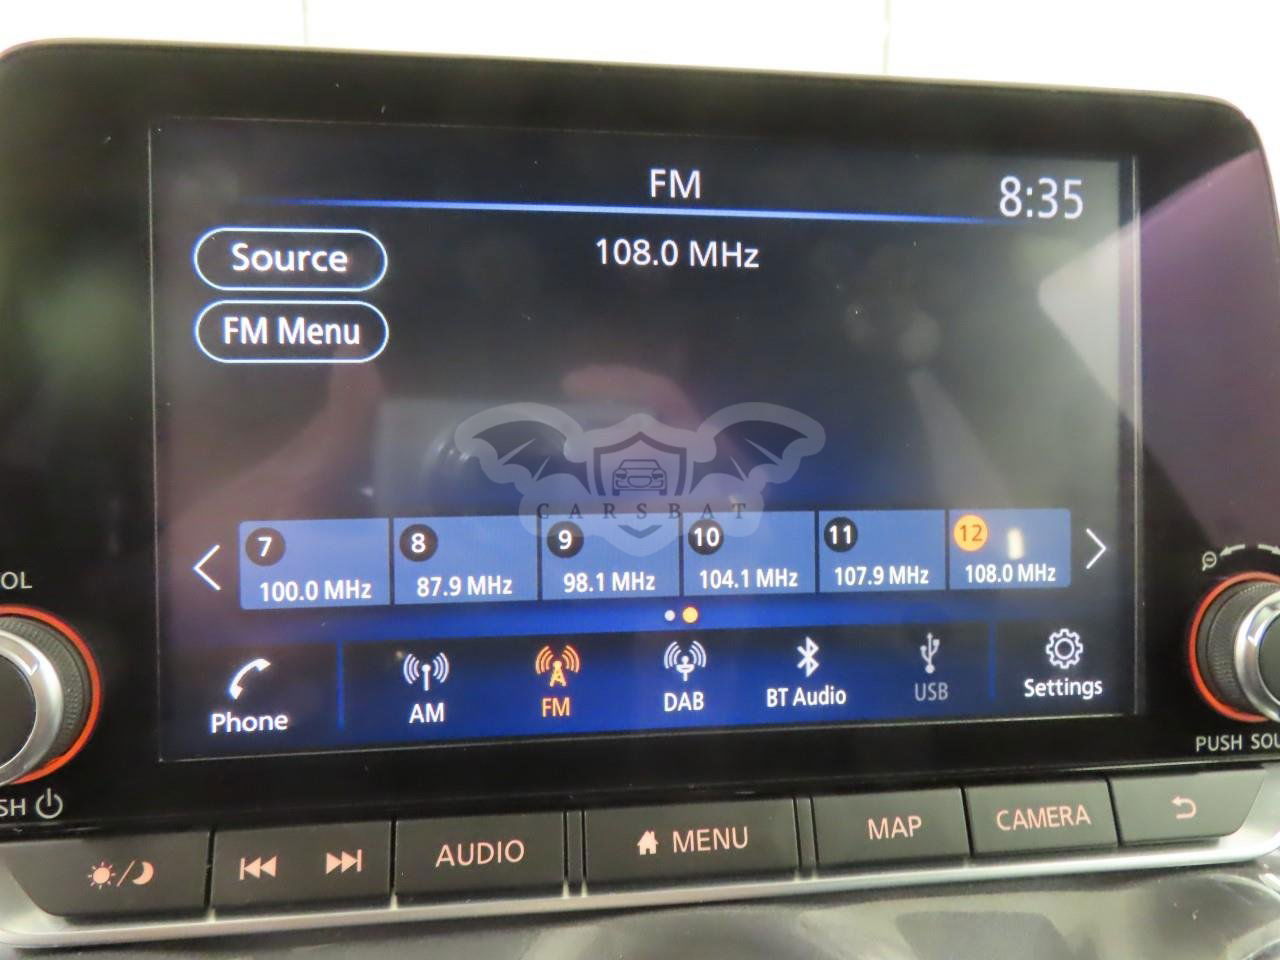 FM
8:35
Source
108.0 MHz
FM Menu
CARSBAT
7 8 9 10 11 12
100.0 MHz 87.9 MHz 98.1 MHz 104.1 MHz 107.9 MHz 108.0 MHz
Phone AM FM DAB BT Audio USB Settings
OL
SH
PUSH SOU
AUDIO MENU MAP CAMERA